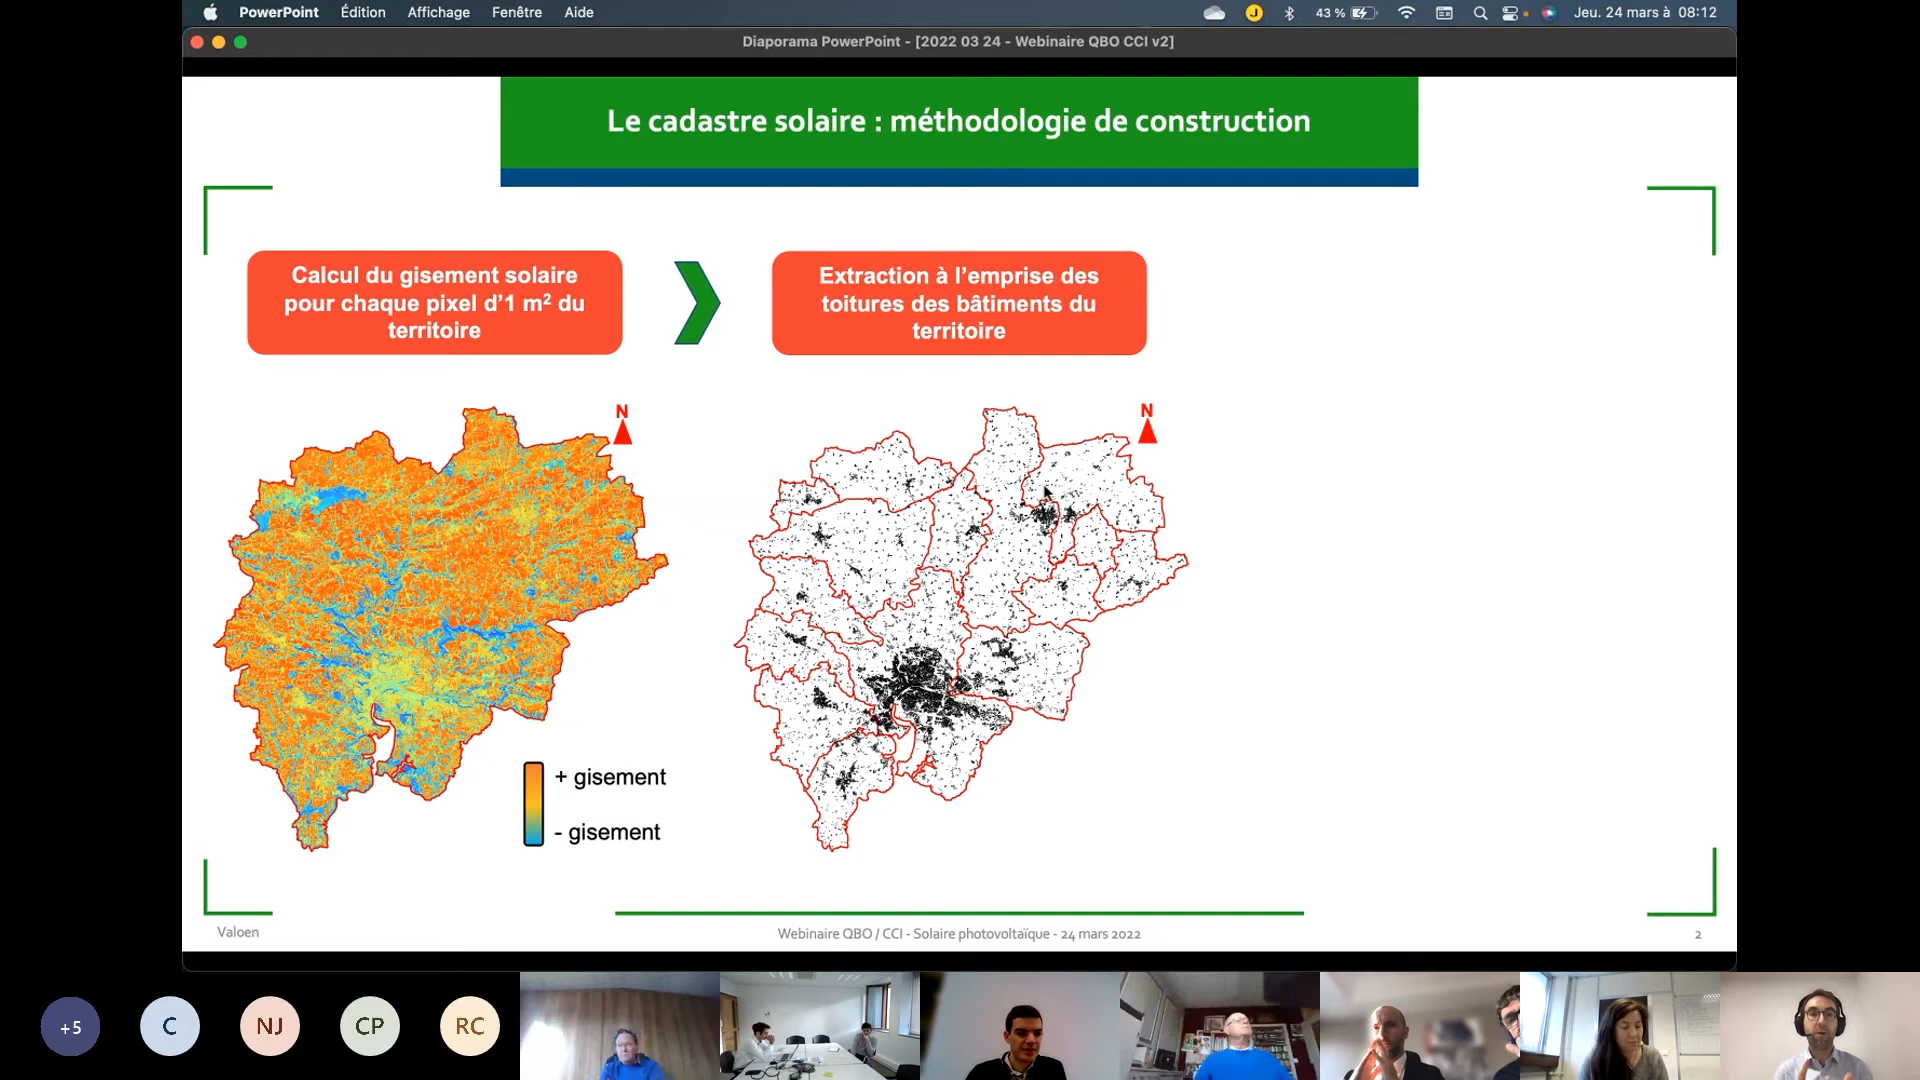 PowerPoint Édition Affichage Fenêtre Aide
J 43 % Jeu. 24 mars à 08:12
Diaporama PowerPoint - [2022 03 24 - Webinaire QBO CCI v2]
Le cadastre solaire : méthodologie de construction
Calcul du gisement solaire
pour chaque pixel d’1 m² du
territoire
Extraction à l’emprise des
toitures des bâtiments du
territoire
N
N
+ gisement
- gisement
Valoen
Webinaire QBO / CCI - Solaire photovoltaïque - 24 mars 2022
2
+5 C NJ CP RC